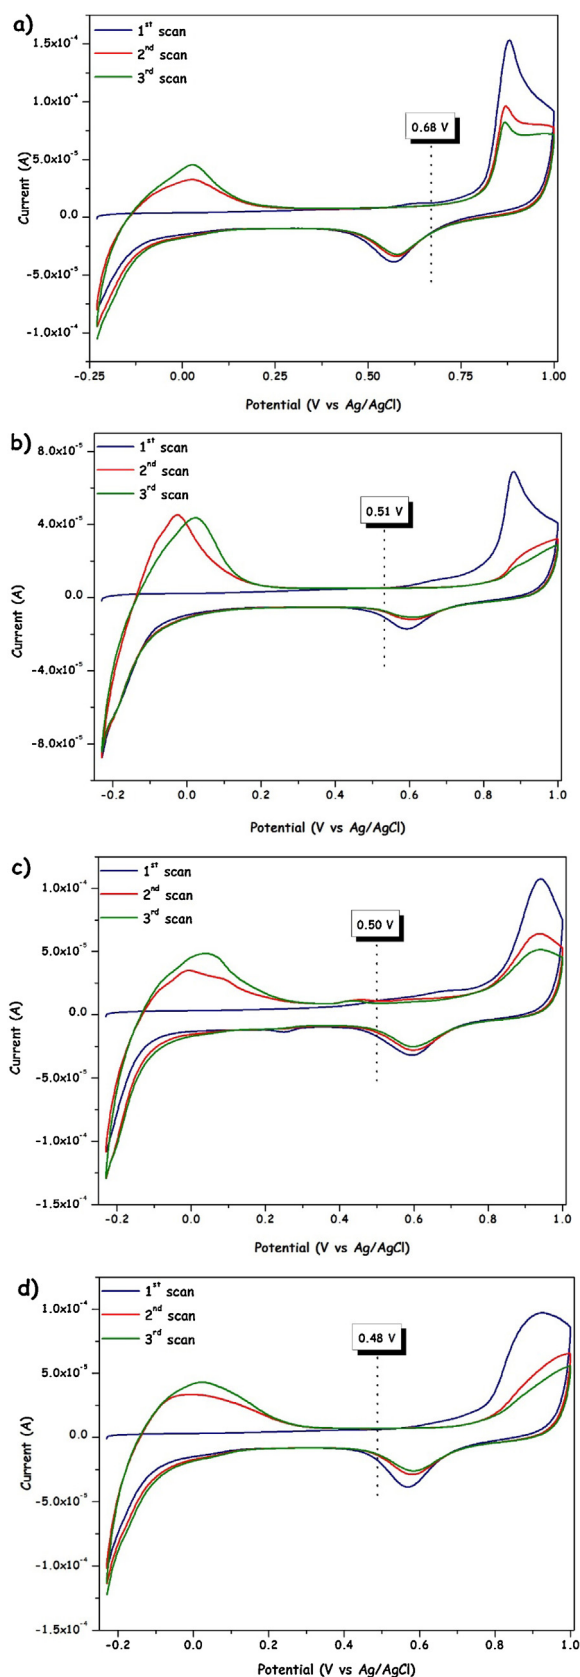 a)
1st scan
2nd scan
3rd scan
0.68 V
1.5x10-4
1.0x10-4
5.0x10-5
0.0
-5.0x10-5
-1.0x10-4
Current (A)
-0.25 0.00 0.25 0.50 0.75 1.00
Potential (V vs Ag/AgCl)
b)
1st scan
2nd scan
3rd scan
0.51 V
8.0x10-5
4.0x10-5
0.0
-4.0x10-5
-8.0x10-5
Current (A)
-0.2 0.0 0.2 0.4 0.6 0.8 1.0
Potential (V vs Ag/AgCl)
c)
1st scan
2nd scan
3rd scan
0.50 V
1.0x10-4
5.0x10-5
0.0
-5.0x10-5
-1.0x10-4
-1.5x10-4
Current (A)
-0.2 0.0 0.2 0.4 0.6 0.8 1.0
Potential (V vs Ag/AgCl)
d)
1st scan
2nd scan
3rd scan
0.48 V
1.0x10-4
5.0x10-5
0.0
-5.0x10-5
-1.0x10-4
-1.5x10-4
Current (A)
-0.2 0.0 0.2 0.4 0.6 0.8 1.0
Potential (V vs Ag/AgCl)